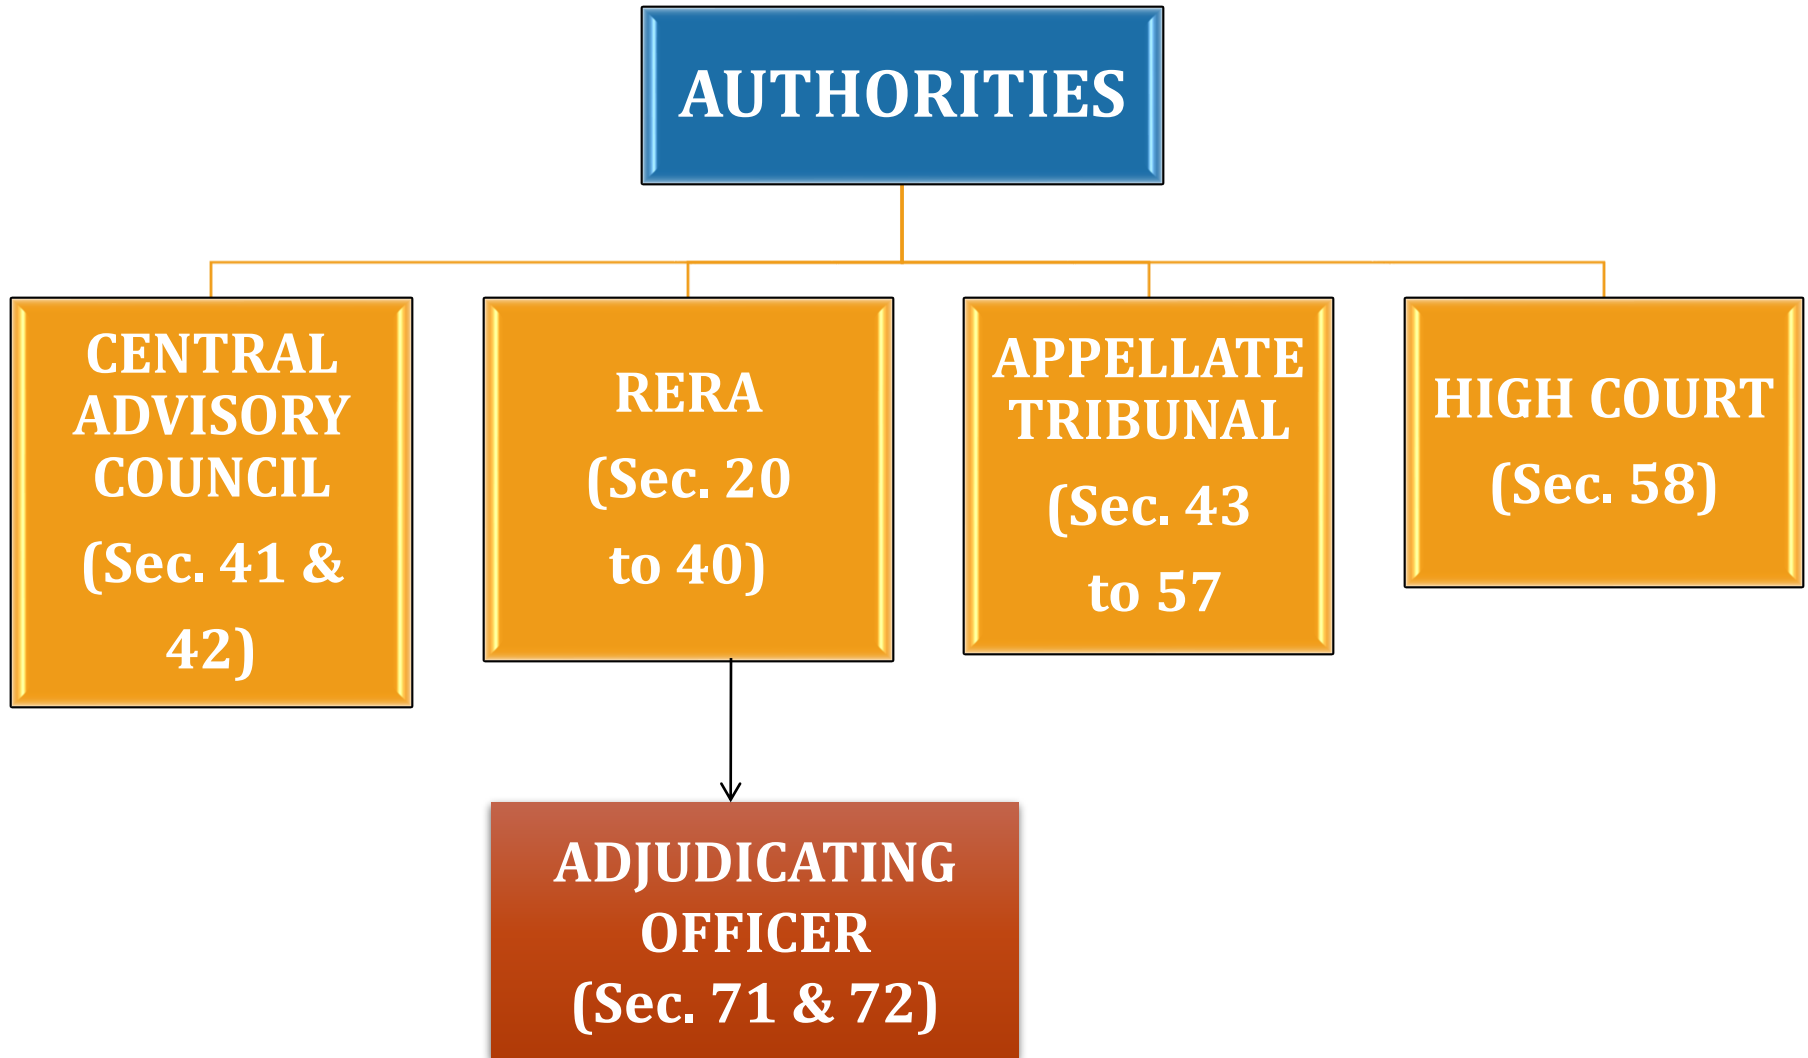 AUTHORITIES
CENTRAL
ADVISORY
COUNCIL
(Sec. 41 &
42)
RERA
(Sec. 20
to 40)
APPELLATE
TRIBUNAL
(Sec. 43
to 57
HIGH COURT
(Sec. 58)
ADJUDICATING
OFFICER
(Sec. 71 & 72)